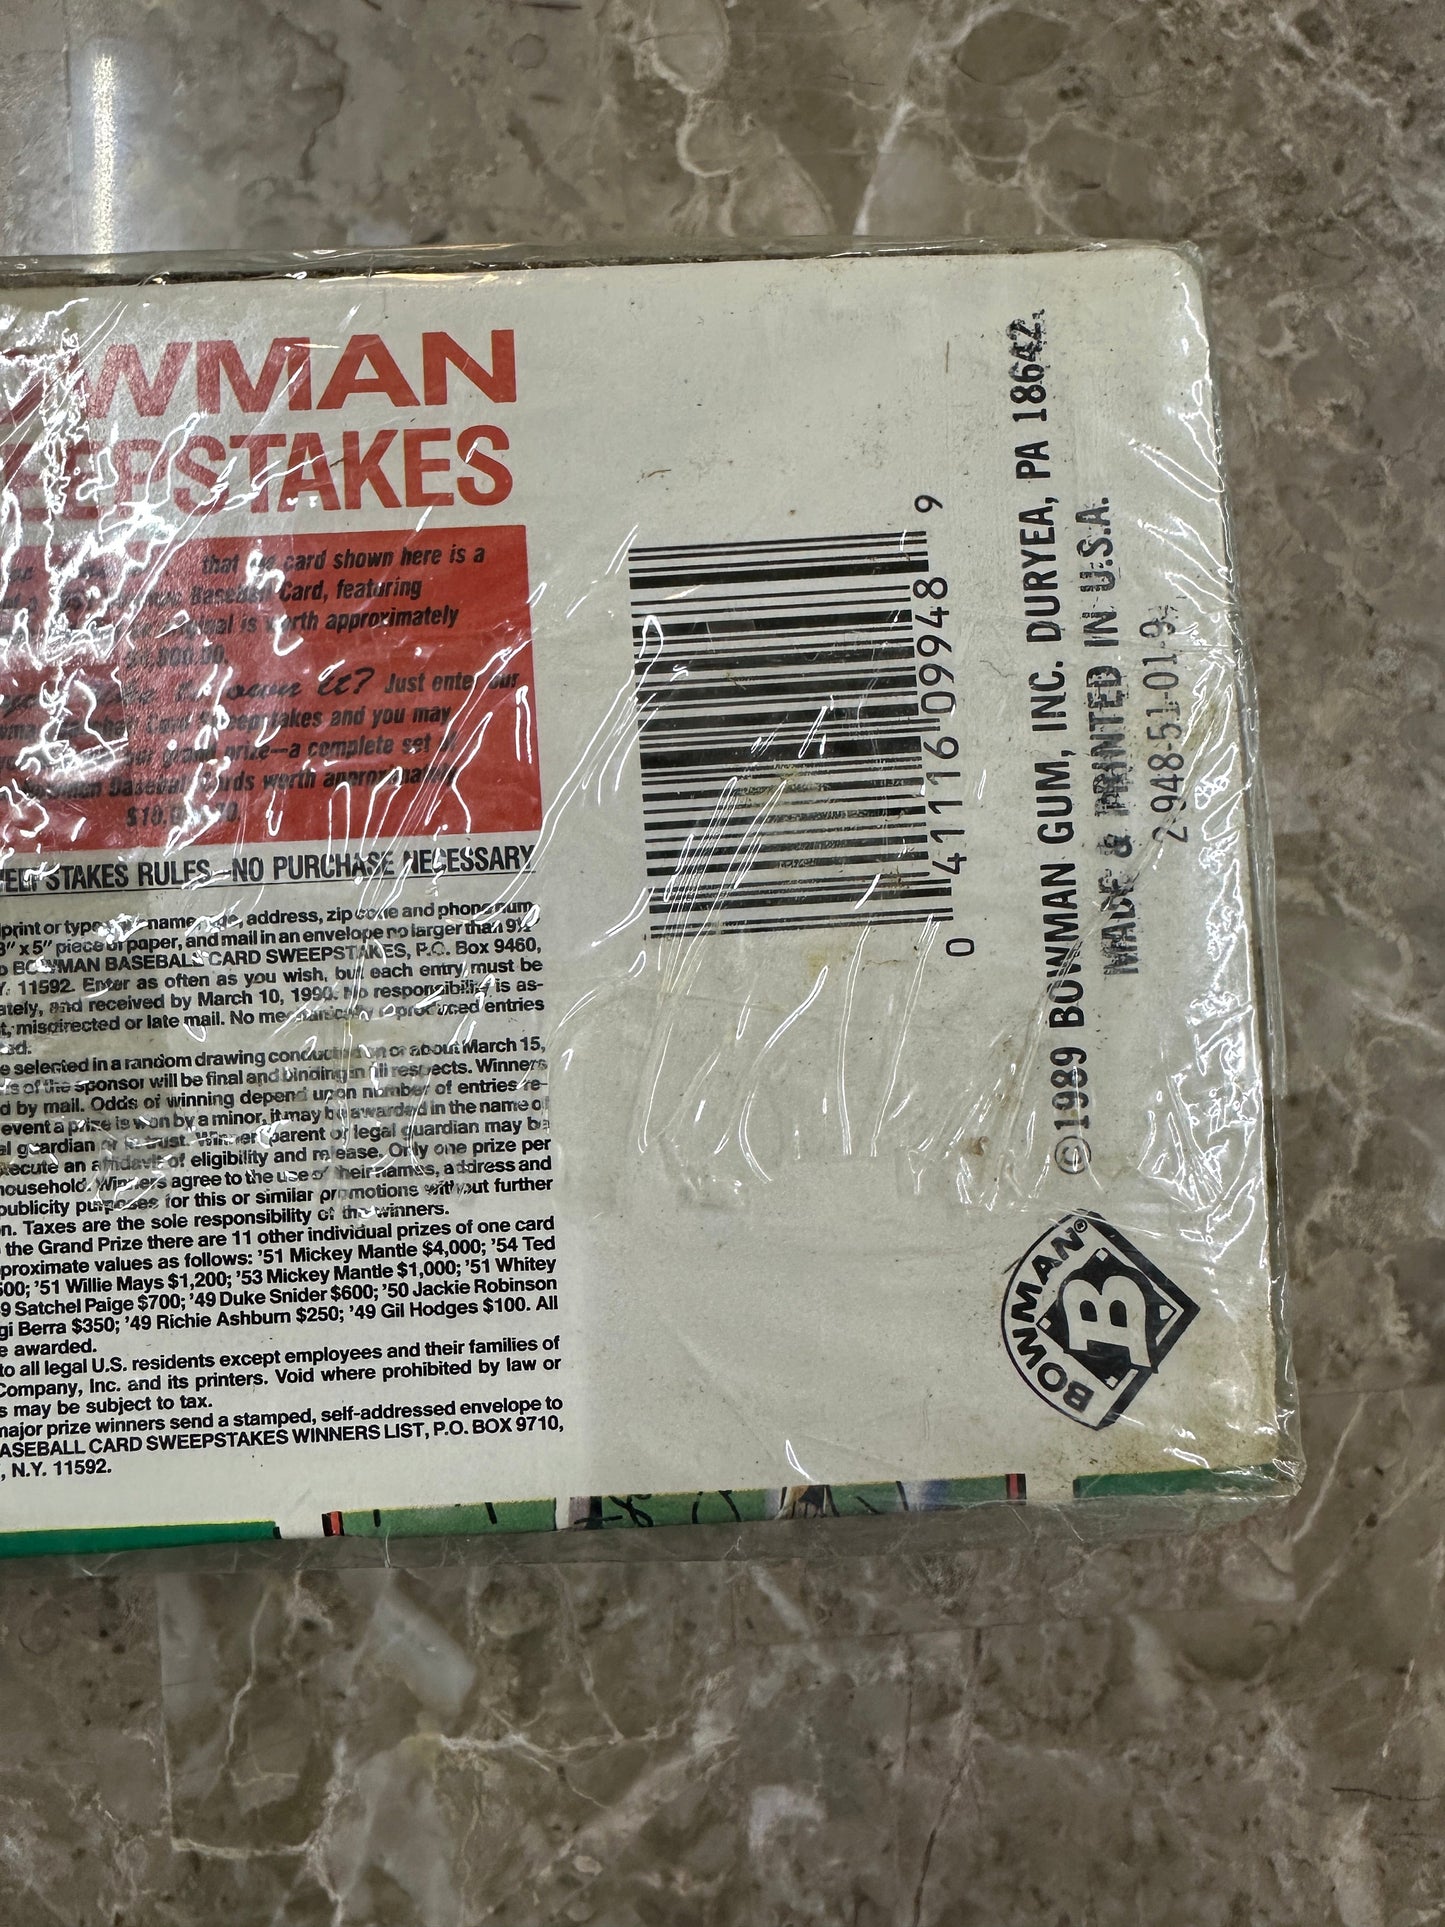 WMAN
EEPSTAKES
that card shown here is a
Baseball Card, featuring
original is worth approximately
own it? Just enter our
Card Sweepstakes and you may
our grand prize—a complete set of
Bowman Baseball Cards worth approximately
EEPSTAKES RULES—NO PURCHASE NECESSARY
print or type name, age, address, zip code and phone num-
3" x 5" piece of paper, and mail in an envelope no larger than 9½
o BOWMAN BASEBALL CARD SWEEPSTAKES, P.O. Box 9460,
Y. 11592. Enter as often as you wish, but each entry must be
ately, and received by March 10, 1990. No responsibility is as-
t, misdirected or late mail. No mechanically reproduced entries
ed.
e selected in a random drawing conducted on or about March 15,
s of the sponsor will be final and binding in all respects. Winners
d by mail. Odds of winning depend upon number of entries re-
event a prize is won by a minor, it may be awarded in the name of
al guardian or in trust. Winner parent or legal guardian may be
xecute an affidavit of eligibility and release. Only one prize per
household. Winners agree to the use of their names, address and
publicity purposes for this or similar promotions without further
n. Taxes are the sole responsibility of the winners.
the Grand Prize there are 11 other individual prizes of one card
proximate values as follows: '51 Mickey Mantle $4,000; '54 Ted
500; '51 Willie Mays $1,200; '53 Mickey Mantle $1,000; '51 Whitey
9 Satchel Paige $700; '49 Duke Snider $600; '50 Jackie Robinson
gi Berra $350; '49 Richie Ashburn $250; '49 Gil Hodges $100. All
e awarded.
to all legal U.S. residents except employees and their families of
Company, Inc. and its printers. Void where prohibited by law or
s may be subject to tax.
major prize winners send a stamped, self-addressed envelope to
ASEBALL CARD SWEEPSTAKES WINNERS LIST, P.O. BOX 9710,
, N.Y. 11592.
0 41116 09948 9
©1989 BOWMAN GUM, INC. DURYEA, PA 18642.
MADE & PRINTED IN U.S.A.
2-948-51-01-9
BOWMAN®
B